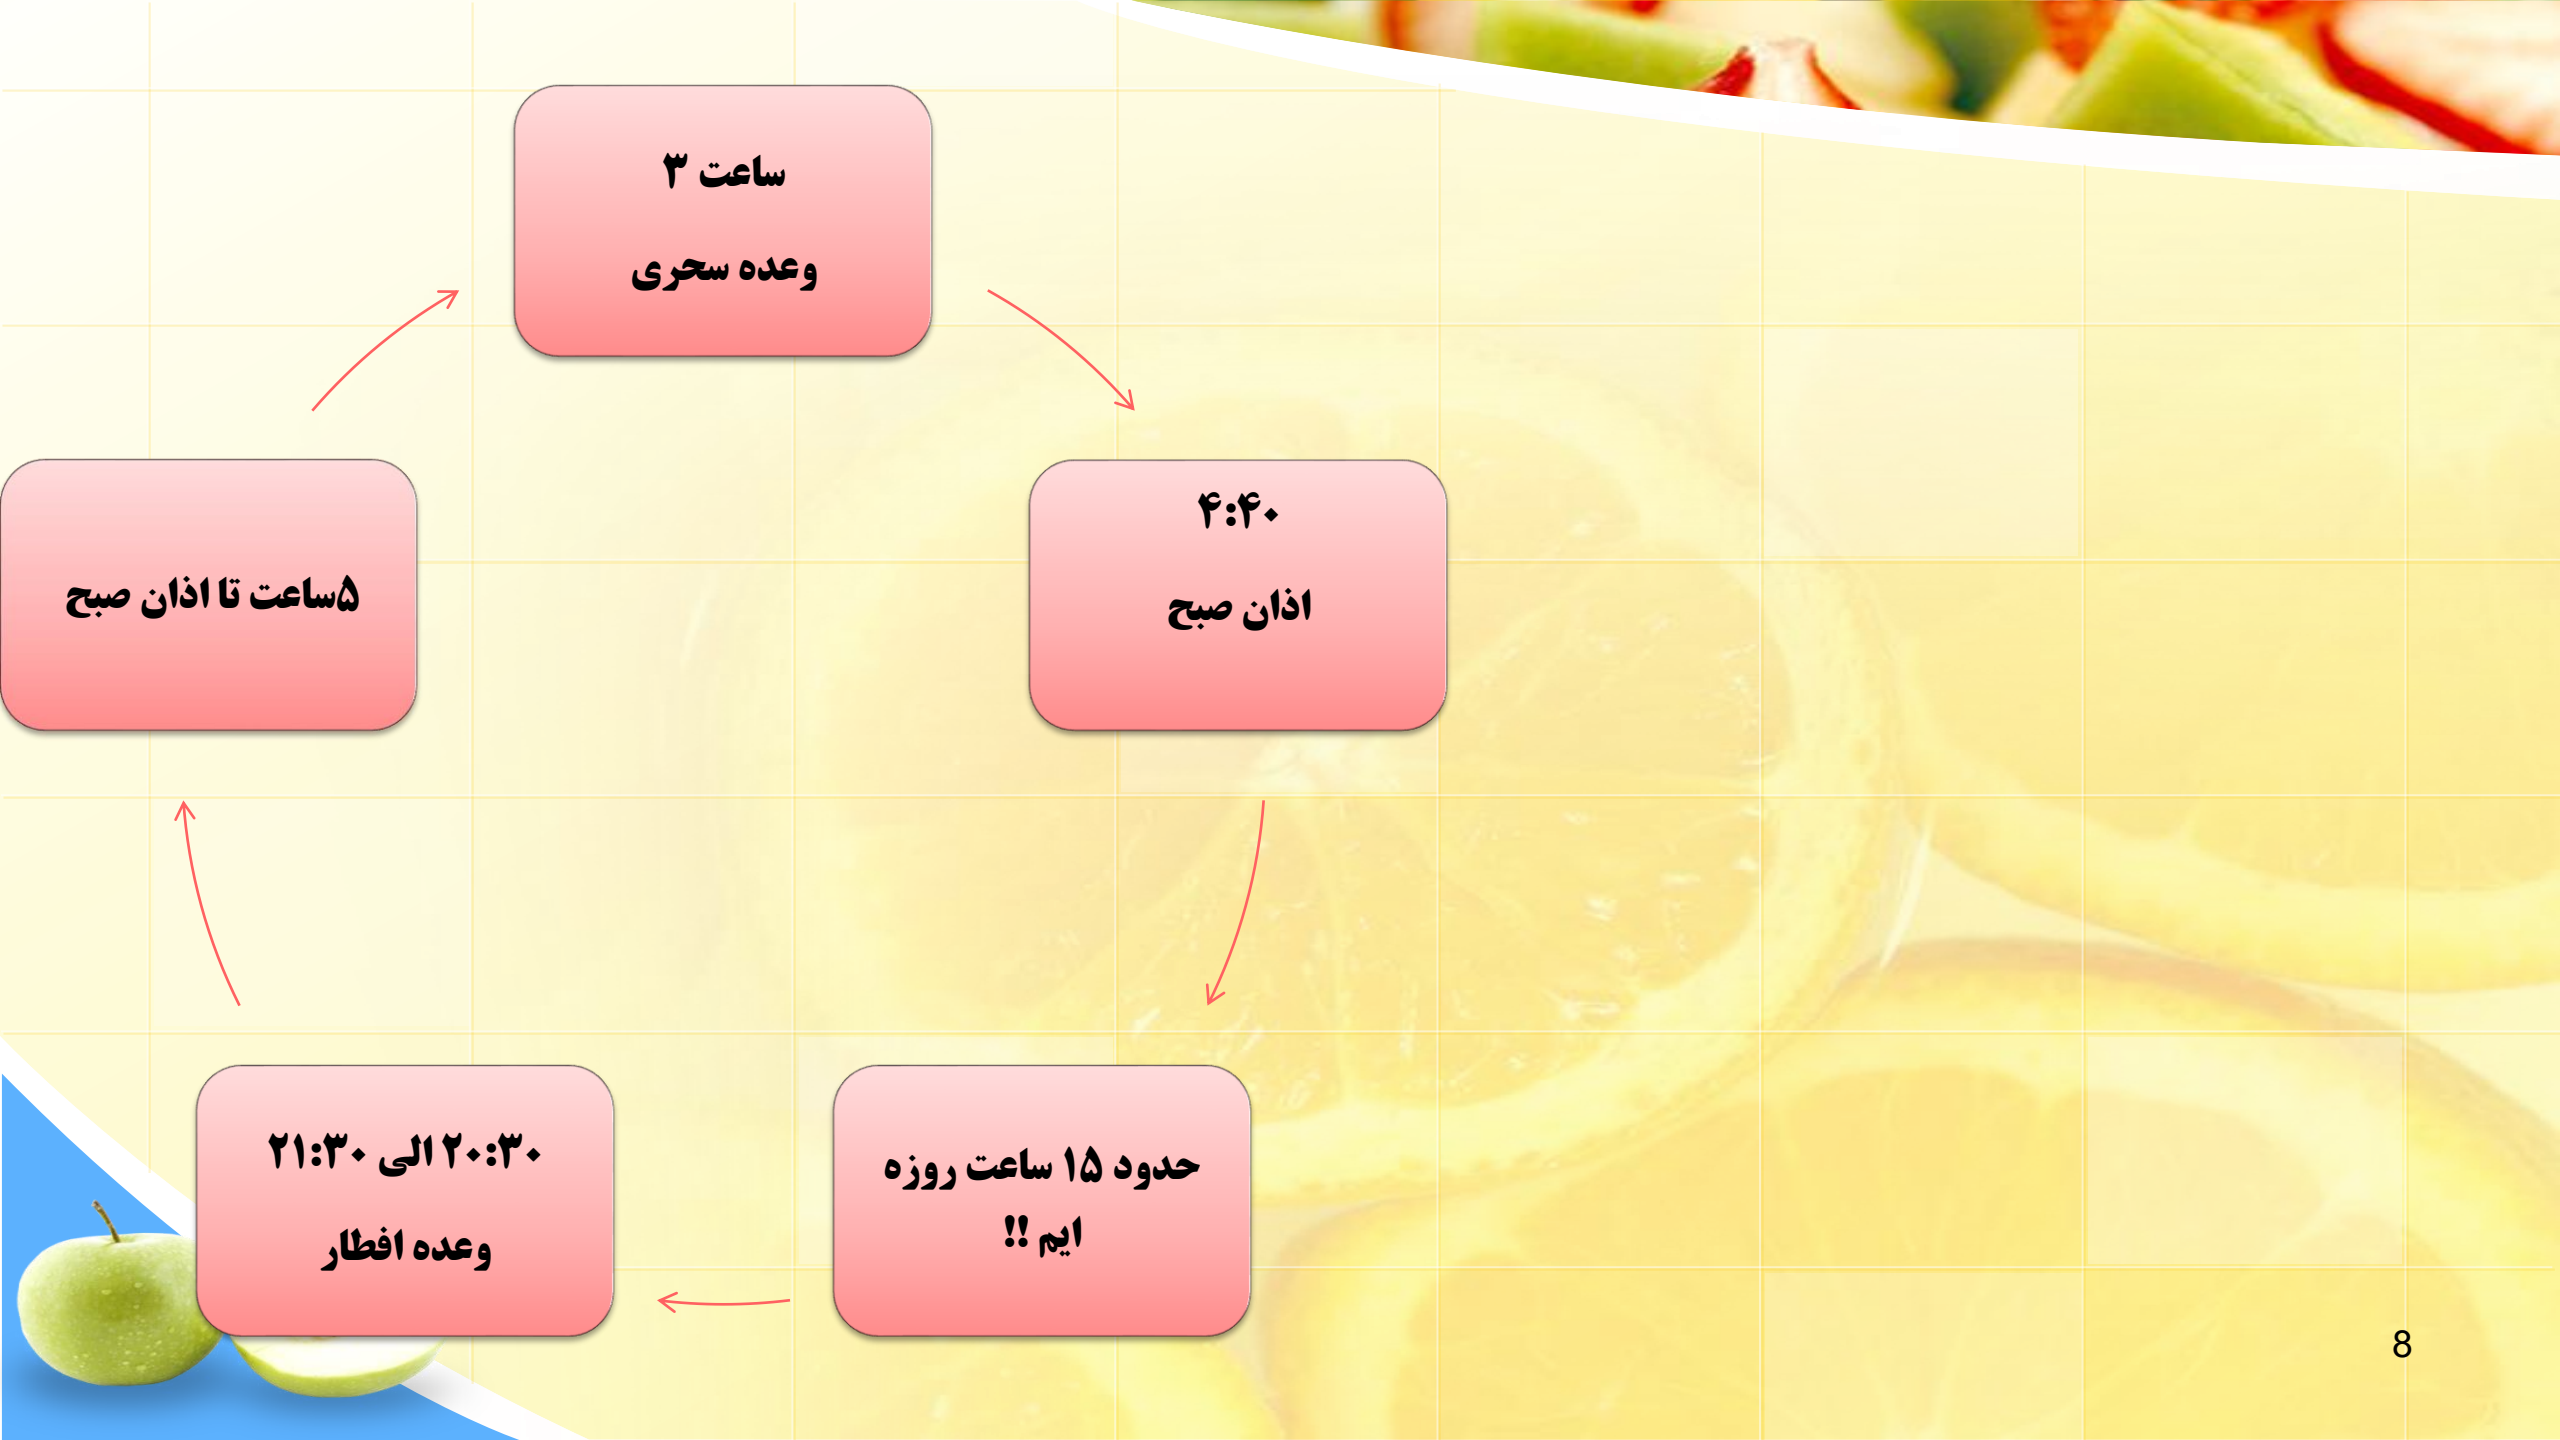 ساعت ۳
وعده سحری
۴:۴۰
اذان صبح
حدود ۱۵ ساعت روزه
ایم !!
۲۰:۳۰ الی ۲۱:۳۰
وعده افطار
۵ساعت تا اذان صبح
8